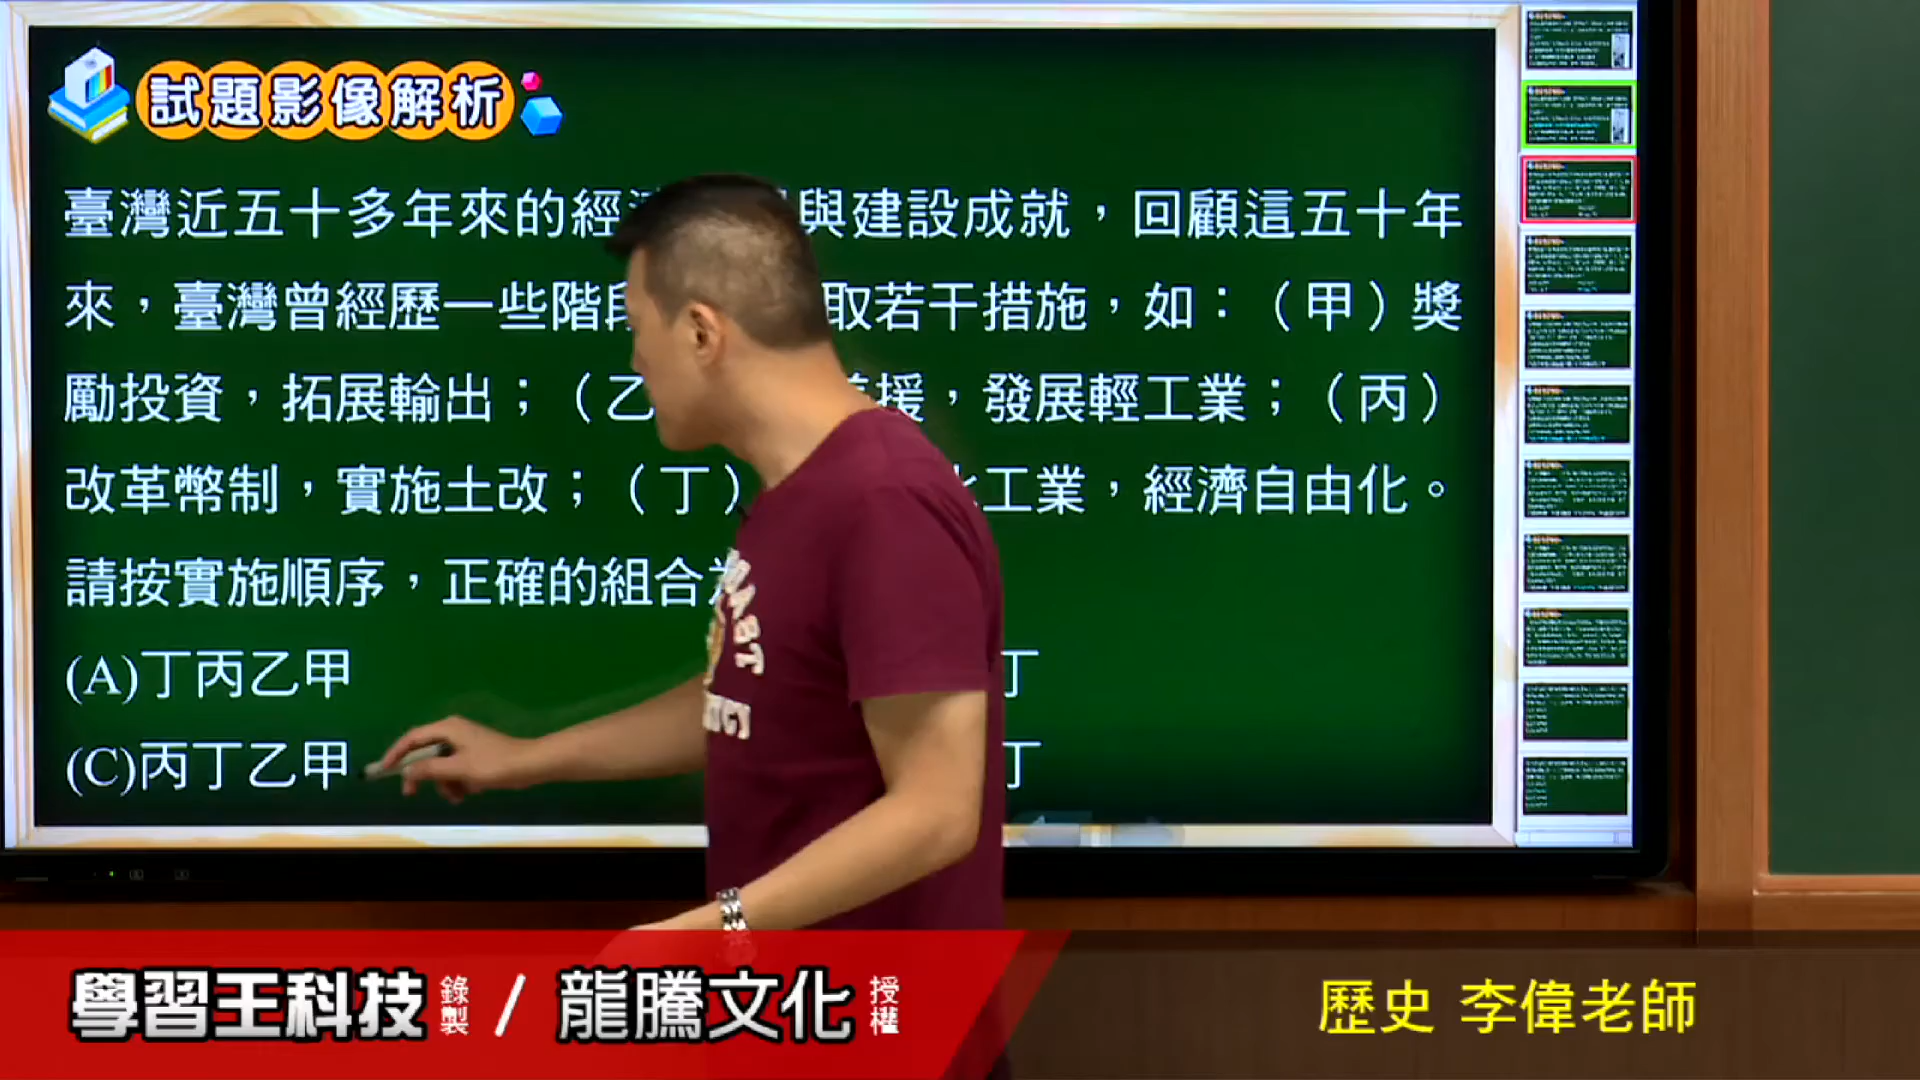 試題影像解析
臺灣近五十多年來的經 與建設成就，回顧這五十年
來，臺灣曾經歷一些階段 取若干措施，如：（甲）獎
勵投資，拓展輸出；（乙 援，發展輕工業；（丙）
改革幣制，實施土改；（丁） 工業，經濟自由化。
請按實施順序，正確的組合
(A)丁丙乙甲 丁
(C)丙丁乙甲 丁
學習王科技 錄製 / 龍騰文化 授權
歷史 李偉老師